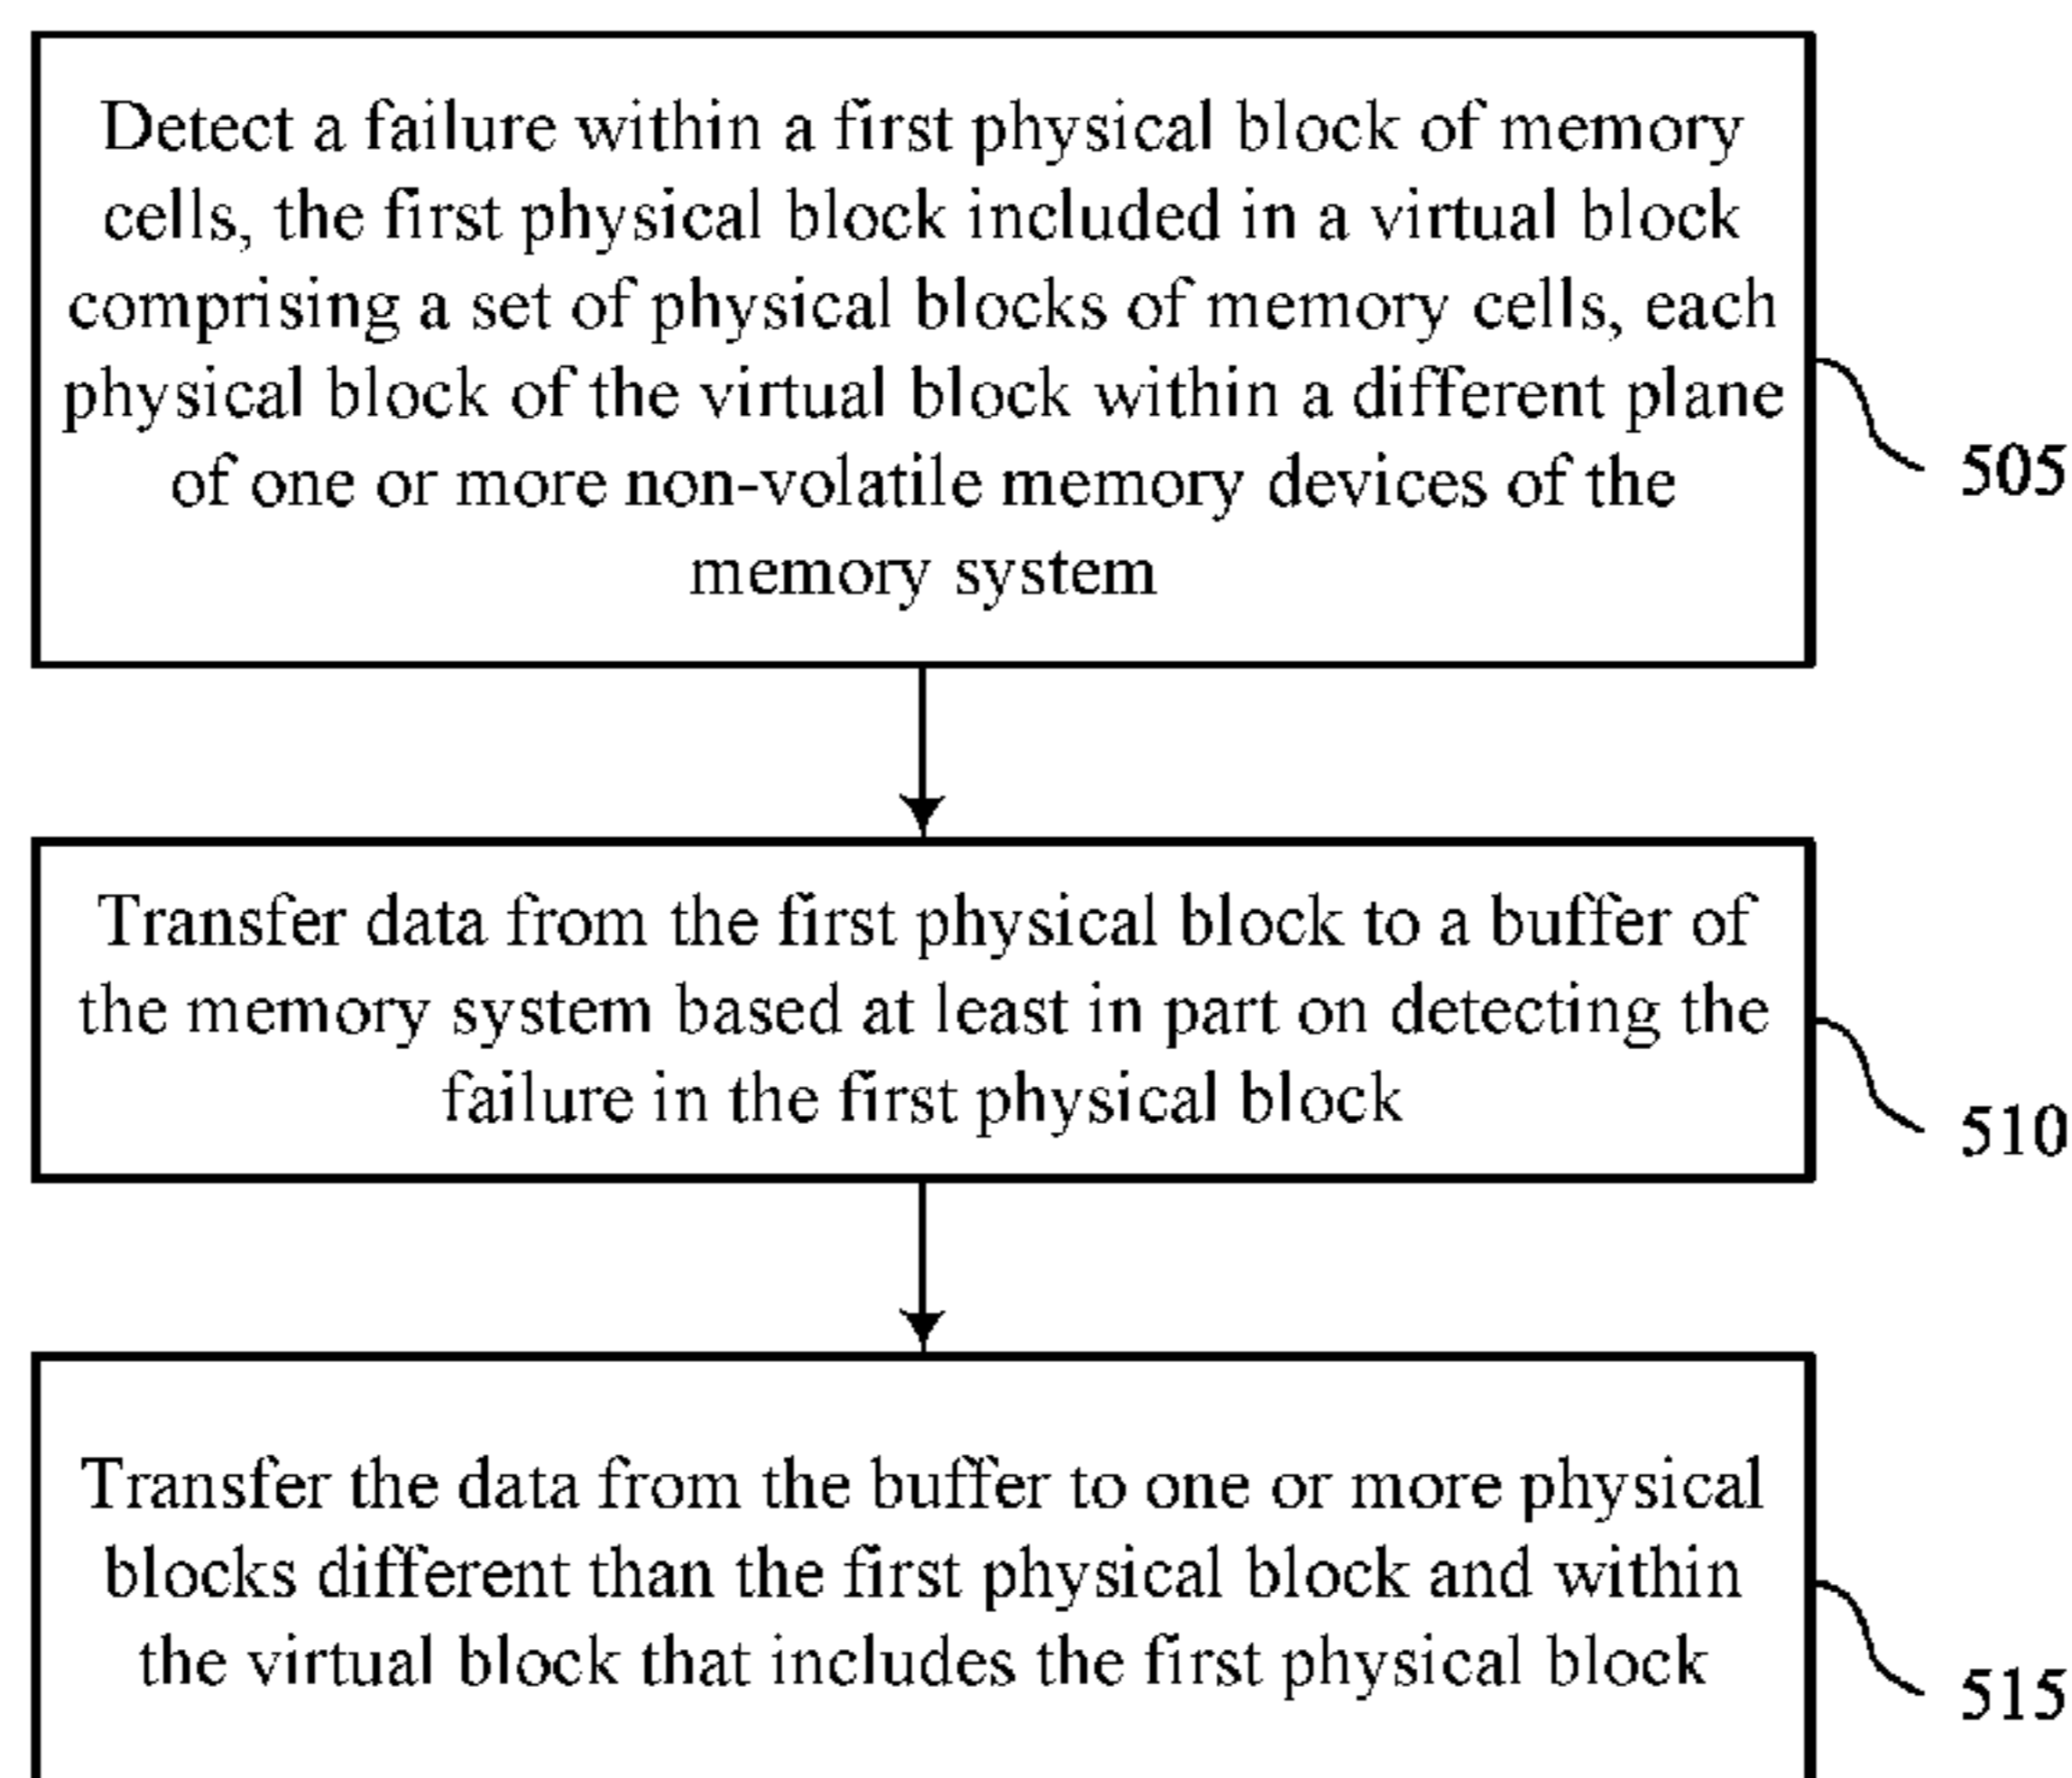 Detect a failure within a first physical block of memory
cells, the first physical block included in a virtual block
comprising a set of physical blocks of memory cells, each
physical block of the virtual block within a different plane
of one or more non-volatile memory devices of the
memory system
505
Transfer data from the first physical block to a buffer of
the memory system based at least in part on detecting the
failure in the first physical block
510
Transfer the data from the buffer to one or more physical
blocks different than the first physical block and within
the virtual block that includes the first physical block
515